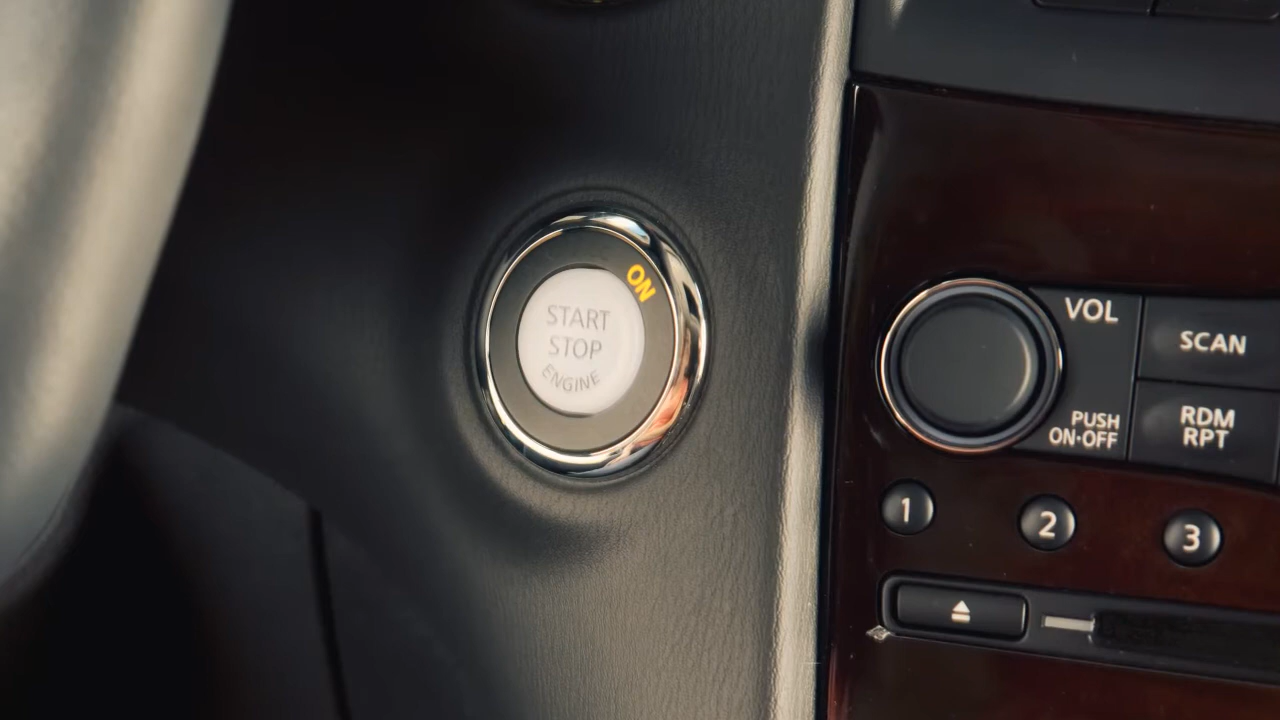 ON
START
STOP
ENGINE
VOL
PUSH
ON·OFF
SCAN
RDM
RPT
1
2
3